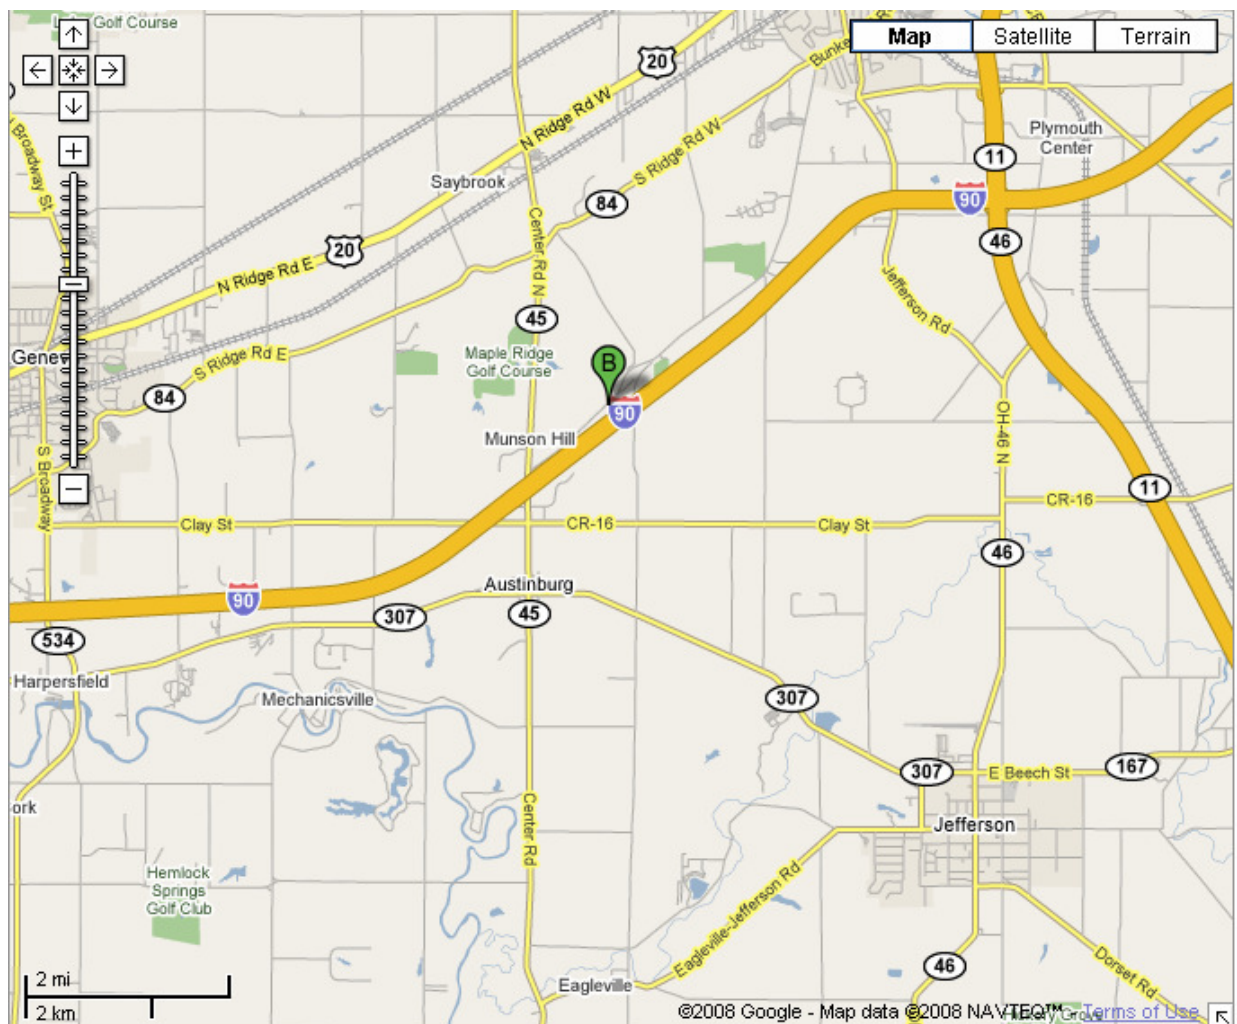 Golf Course
Map
Satellite
Terrain
20
Broadway St
N Ridge Rd W
S Ridge Rd W
Plymouth
Center
11
Saybrook
84
90
20
Center Rd N
46
N Ridge Rd E
Jefferson Rd
45
S Ridge Rd E
Maple Ridge
Golf Course
B
84
90
Munson Hill
OH-46 N
S Broadway
11
CR-16
Clay St
CR-16
Clay St
46
Austinburg
90
307
45
534
Harpersfield
Mechanicsville
307
307
E Beech St
167
Center Rd
Jefferson
Hemlock
Springs
Golf Club
Eagleville-Jefferson Rd
46
Dorset Rd
2 mi
2 km
Eagleville
©2008 Google - Map data ©2008 NAVTEQ™ - Terms of Use